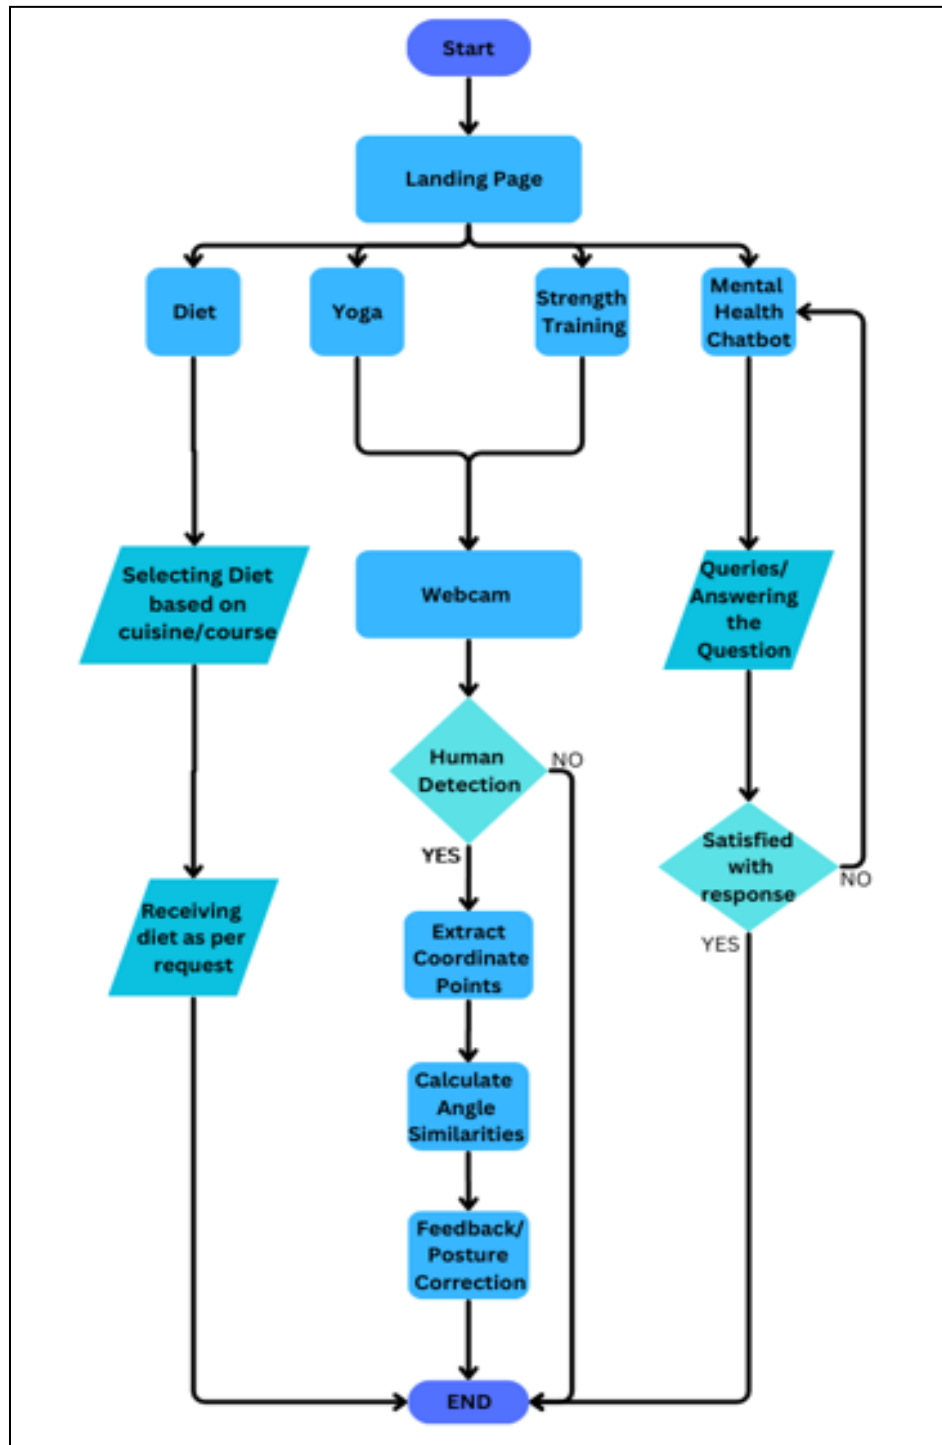 Start
Landing Page
Diet
Yoga
Strength
Training
Mental
Health
Chatbot
Selecting Diet
based on
cuisine/course
Webcam
Queries/
Answering
the
Question
Human
Detection
NO
YES
Satisfied
with
response
NO
YES
Receiving
diet as per
request
Extract
Coordinate
Points
Calculate
Angle
Similarities
Feedback/
Posture
Correction
END